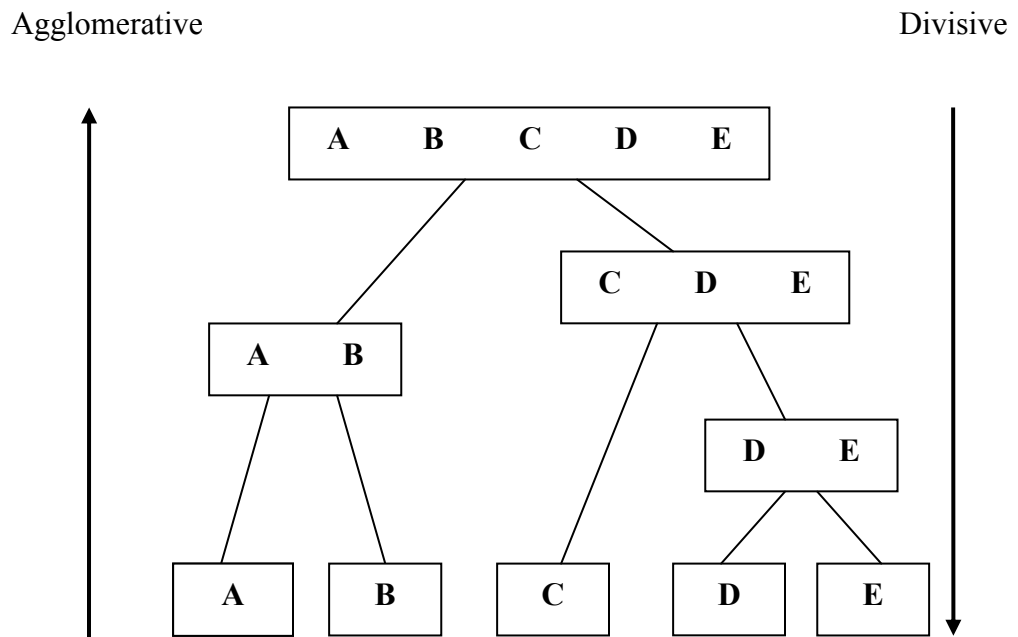 Agglomerative Divisive
A B C D E
C D E
A B
D E
A B C D E